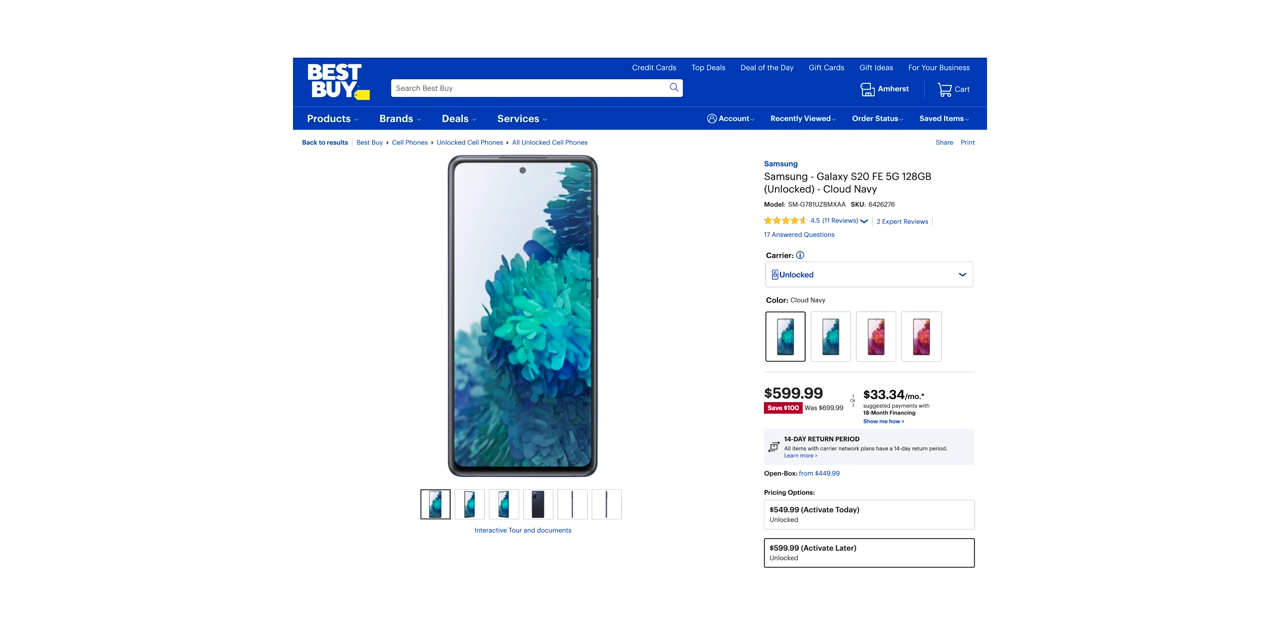 BEST
BUY
Credit Cards Top Deals Deal of the Day Gift Cards Gift Ideas For Your Business
Search Best Buy
Amherst
Cart
Products Brands Deals Services
Account Recently Viewed Order Status Saved Items
Back to results Best Buy Cell Phones Unlocked Cell Phones All Unlocked Cell Phones
Share Print
Samsung
Samsung - Galaxy S20 FE 5G 128GB
(Unlocked) - Cloud Navy
Model: SM-G781UZBMXAA SKU: 6426276
4.5 (11 Reviews) 2 Expert Reviews
17 Answered Questions
Carrier:
Unlocked
Color: Cloud Navy
$599.99
Save $100 Was $699.99
Or
$33.34/mo.*
suggested payments with
18-Month Financing
Show me how >
14-DAY RETURN PERIOD
All items with carrier network plans have a 14-day return period.
Learn more >
Open-Box: from $449.99
Pricing Options:
$549.99 (Activate Today)
Unlocked
$599.99 (Activate Later)
Unlocked
Interactive Tour and documents